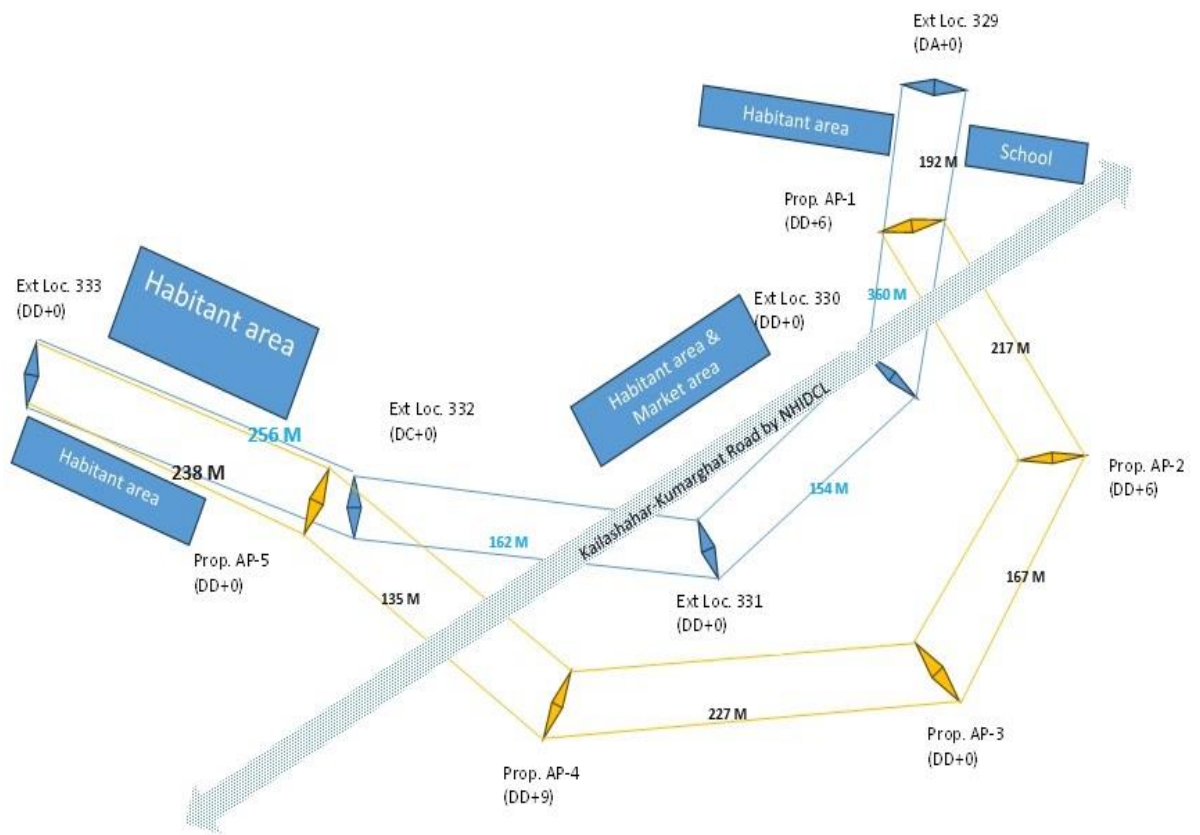 Ext Loc. 329
(DA+0)
Habitant area
School
192 M
Prop. AP-1
(DD+6)
Ext Loc. 333
(DD+0)
Habitant area
Ext Loc. 330
(DD+0)
360 M
Habitant area &
Market area
217 M
Ext Loc. 332
(DC+0)
256 M
238 M
Habitant area
Kailashahar-Kumarghat Road by NHIDCL
Prop. AP-2
(DD+6)
154 M
162 M
Prop. AP-5
(DD+0)
135 M
167 M
Ext Loc. 331
(DD+0)
227 M
Prop. AP-3
(DD+0)
Prop. AP-4
(DD+9)